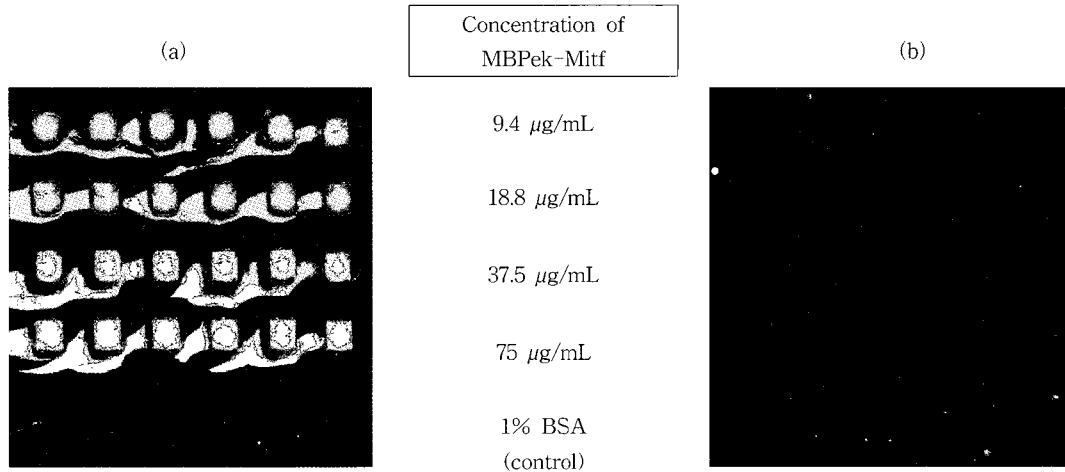 Concentration of
MBPek-Mitf
(a)
(b)
9.4 μg/mL
18.8 μg/mL
37.5 μg/mL
75 μg/mL
1% BSA
(control)